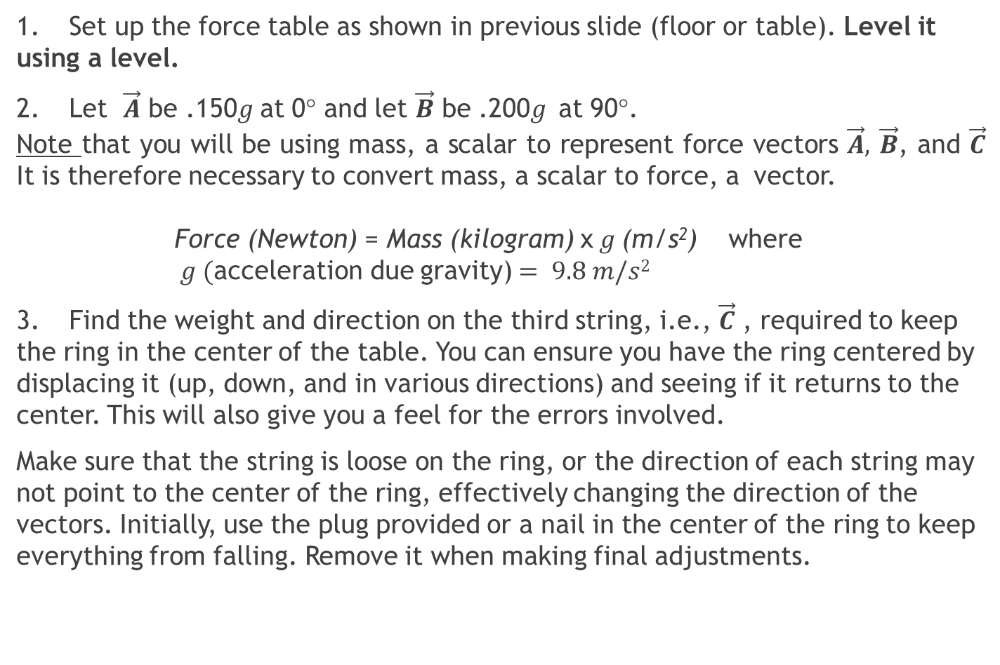 1. Set up the force table as shown in previous slide (floor or table). Level it
using a level.
2. Let A⃗ be .150g at 0° and let B⃗ be .200g at 90°.
Note that you will be using mass, a scalar to represent force vectors A⃗, B⃗, and C⃗
It is therefore necessary to convert mass, a scalar to force, a vector.
Force (Newton) = Mass (kilogram) x g (m/s²) where
g (acceleration due gravity) = 9.8 m/s²
3. Find the weight and direction on the third string, i.e., C⃗ , required to keep
the ring in the center of the table. You can ensure you have the ring centered by
displacing it (up, down, and in various directions) and seeing if it returns to the
center. This will also give you a feel for the errors involved.
Make sure that the string is loose on the ring, or the direction of each string may
not point to the center of the ring, effectively changing the direction of the
vectors. Initially, use the plug provided or a nail in the center of the ring to keep
everything from falling. Remove it when making final adjustments.